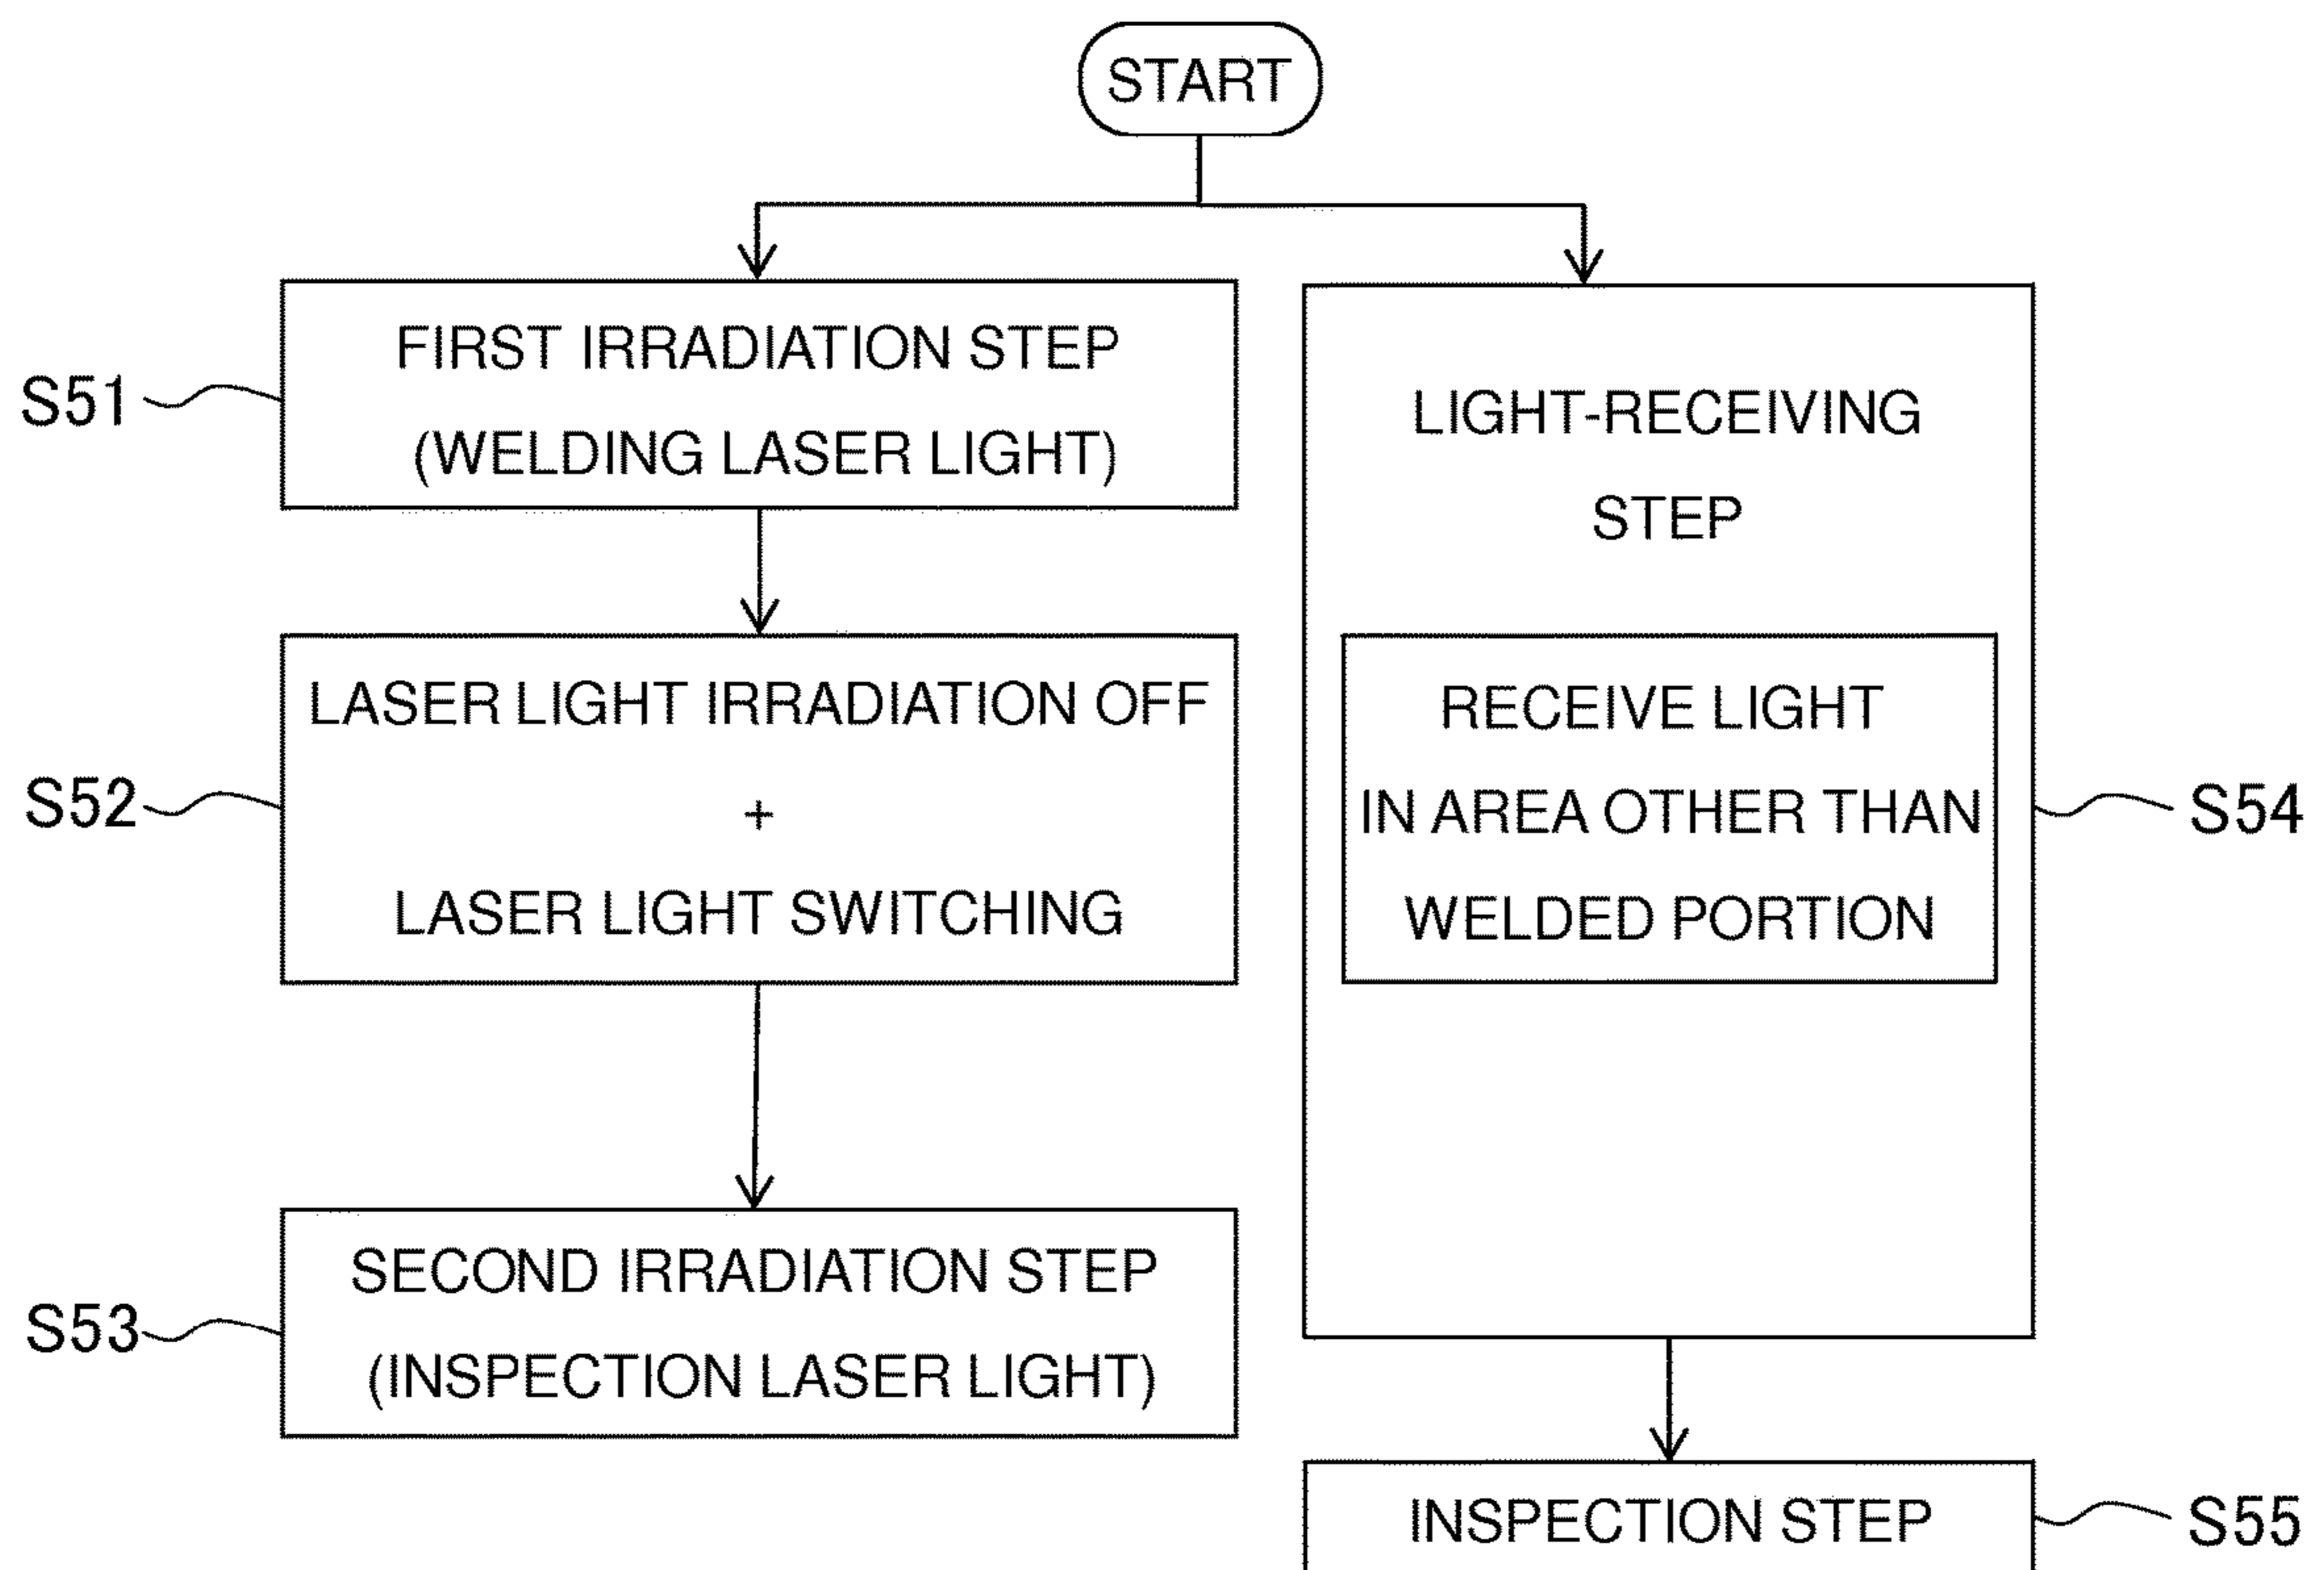 START
S51
FIRST IRRADIATION STEP
(WELDING LASER LIGHT)
S52
LASER LIGHT IRRADIATION OFF
+
LASER LIGHT SWITCHING
S53
SECOND IRRADIATION STEP
(INSPECTION LASER LIGHT)
LIGHT-RECEIVING
STEP
RECEIVE LIGHT
IN AREA OTHER THAN
WELDED PORTION
S54
INSPECTION STEP
S55